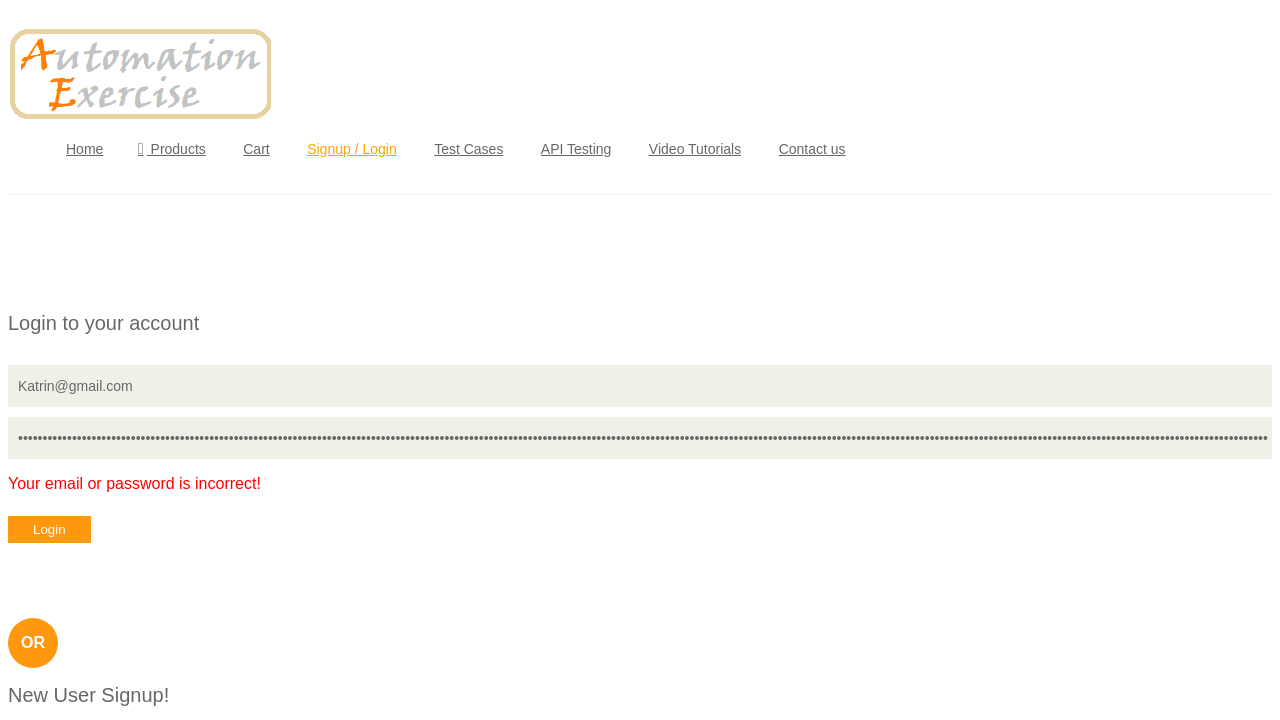 Automation
Exercise
Home Products Cart Signup / Login Test Cases API Testing Video Tutorials Contact us
Login to your account
Katrin@gmail.com
Your email or password is incorrect!
Login
OR
New User Signup!